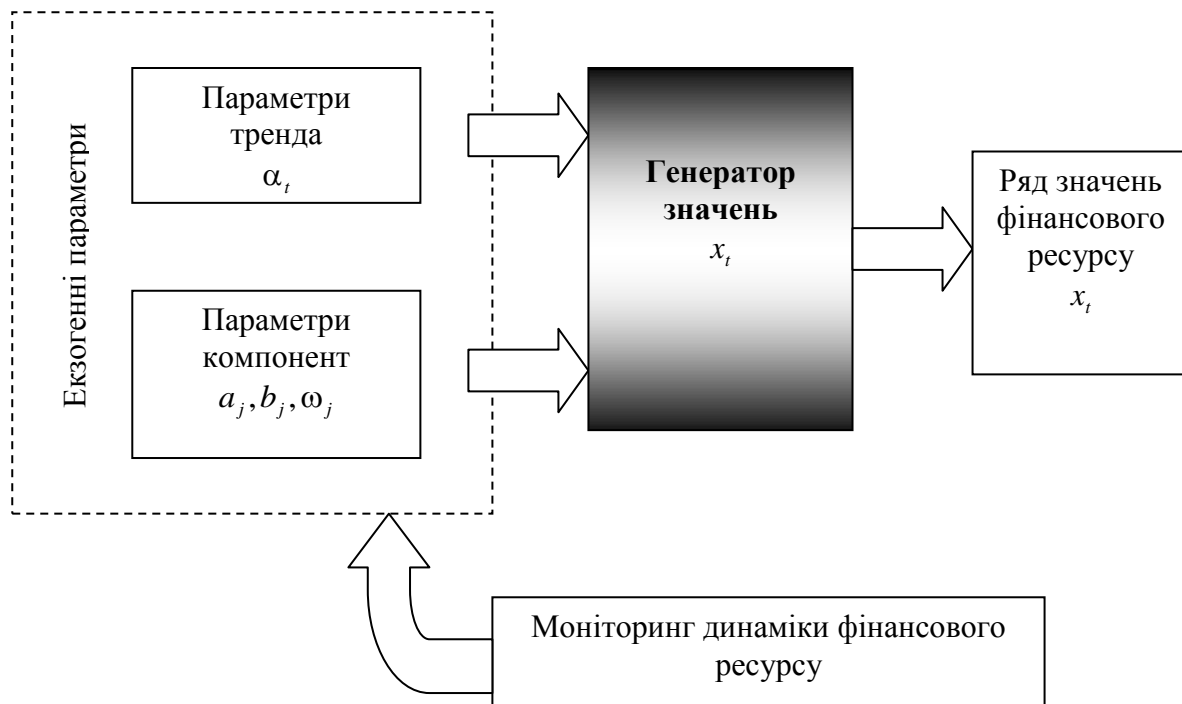 Екзогенні параметри
Параметри
тренда
α_t
Параметри
компонент
a_j, b_j, ω_j
Генератор
значень
x_t
Ряд значень
фінансового
ресурсу
x_t
Моніторинг динаміки фінансового
ресурсу